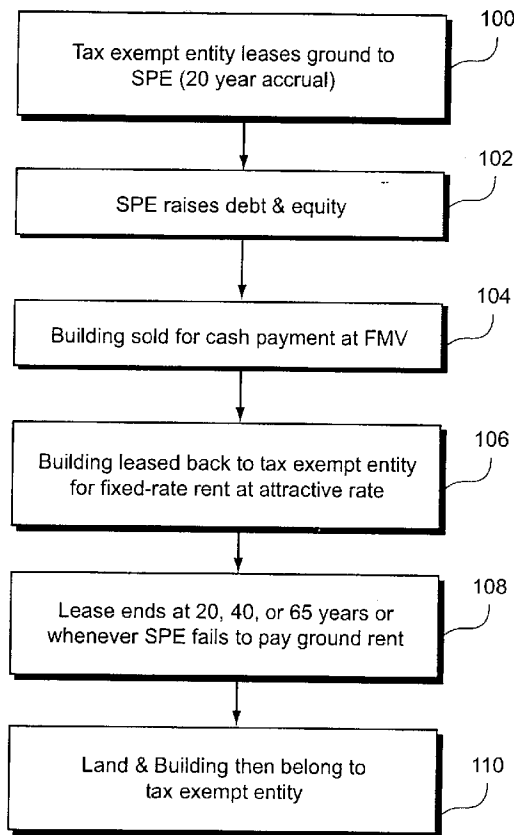 100
Tax exempt entity leases ground to
SPE (20 year accrual)
102
SPE raises debt & equity
104
Building sold for cash payment at FMV
106
Building leased back to tax exempt entity
for fixed-rate rent at attractive rate
108
Lease ends at 20, 40, or 65 years or
whenever SPE fails to pay ground rent
110
Land & Building then belong to
tax exempt entity